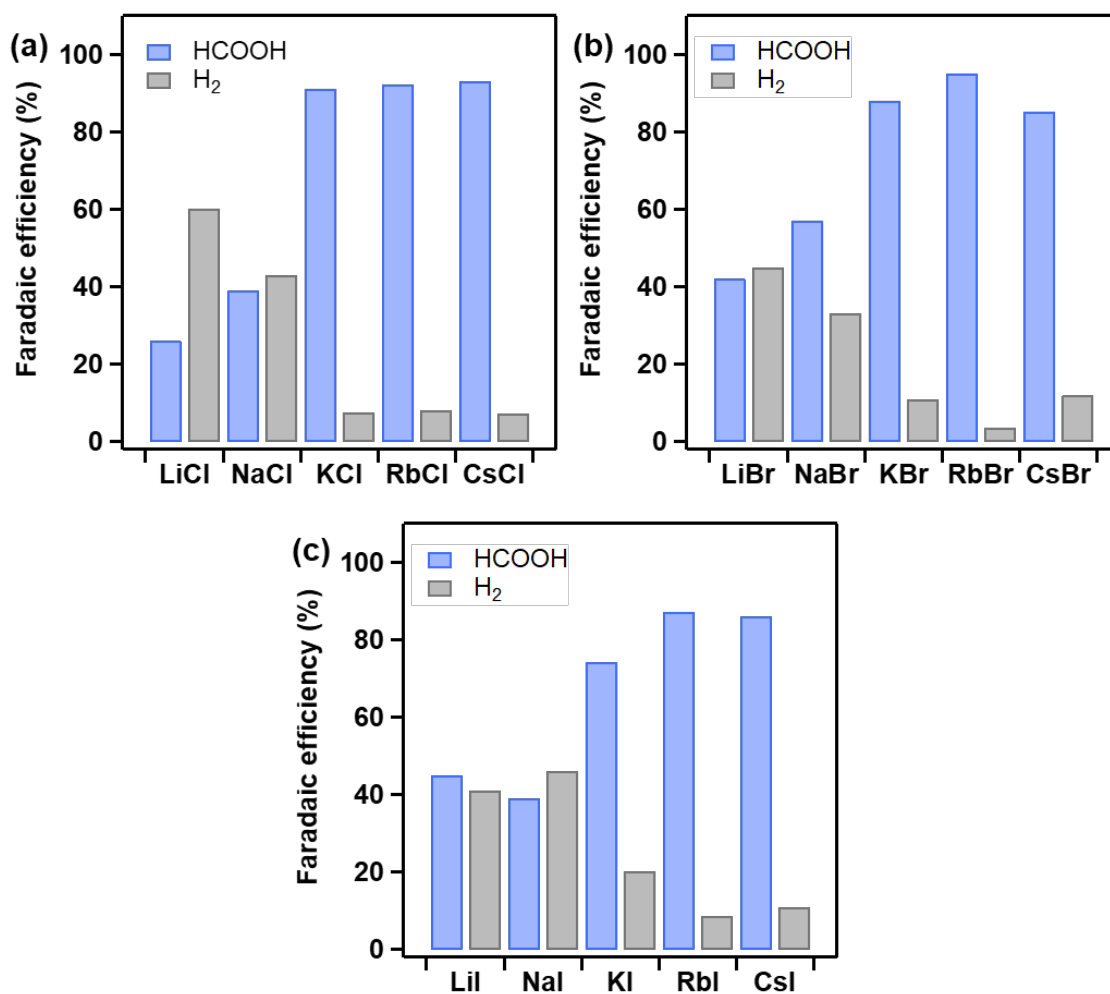 (a)
Faradaic efficiency (%)
100
80
60
40
20
0
HCOOH
H₂
LiCl NaCl KCl RbCl CsCl
(b)
Faradaic efficiency (%)
100
80
60
40
20
0
HCOOH
H₂
LiBr NaBr KBr RbBr CsBr
(c)
Faradaic efficiency (%)
100
80
60
40
20
0
HCOOH
H₂
LiI NaI KI RbI CsI